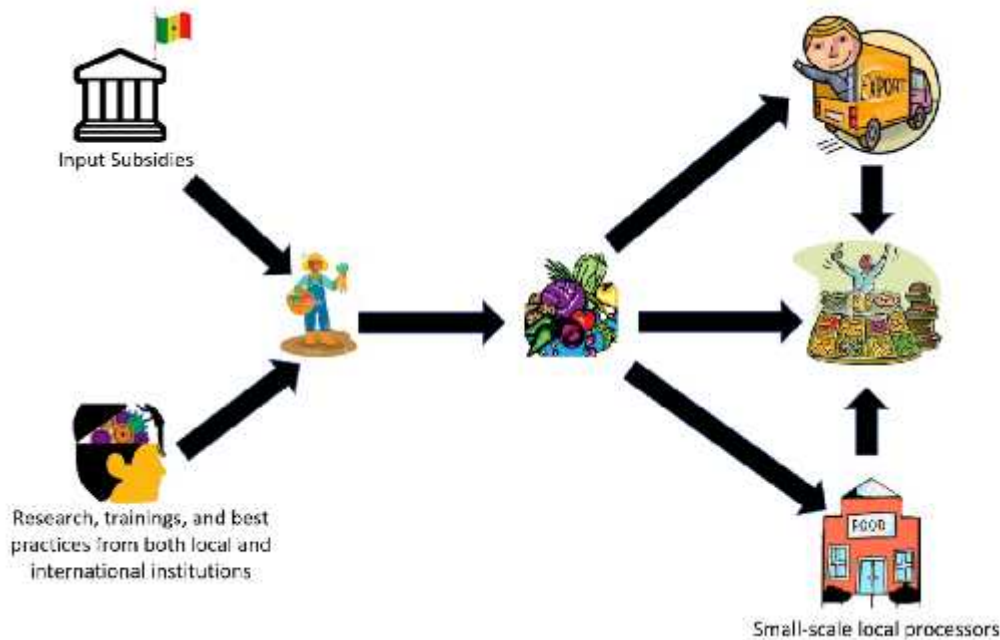 Input Subsidies
EXPORT
Research, trainings, and best
practices from both local and
international institutions
FOOD
Small-scale local processors